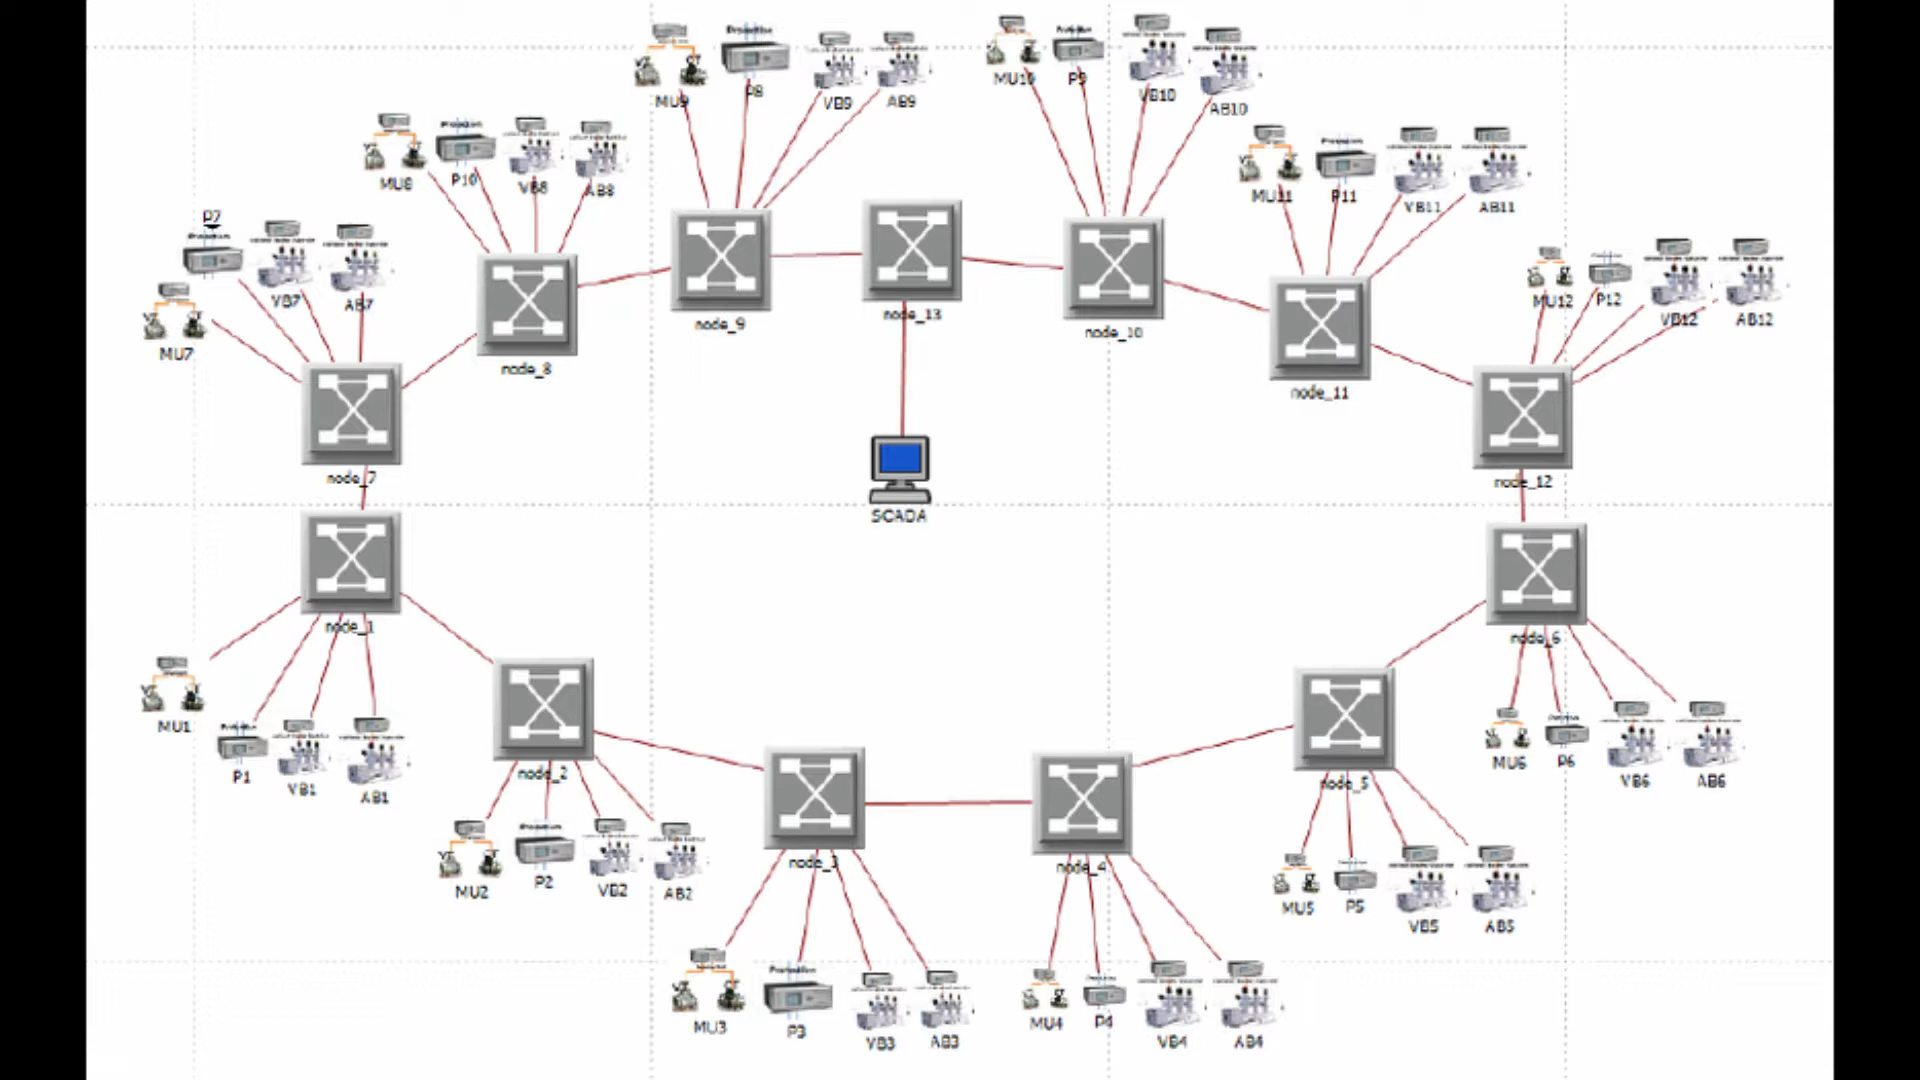 MU9
P8
VB9
AB9
MU10
P9
VB10
AB10
MU8
P10
VB8
AB8
MU11
P11
VB11
AB11
P7
VB7
AB7
MU7
MU12
P12
VB12
AB12
node_9
node_13
node_10
node_8
node_11
node_7
node_12
SCADA
node_1
node_6
MU1
P1
VB1
AB1
node_2
node_5
MU6
P6
VB6
AB6
MU2
P2
VB2
AB2
node_3
node_4
MU5
P5
VB5
AB5
MU3
P3
VB3
AB3
MU4
P4
VB4
AB4